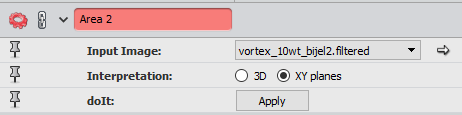 Area 2
Input Image: vortex_10wt_bijel2.filtered
Interpretation: 3D XY planes
doIt: Apply